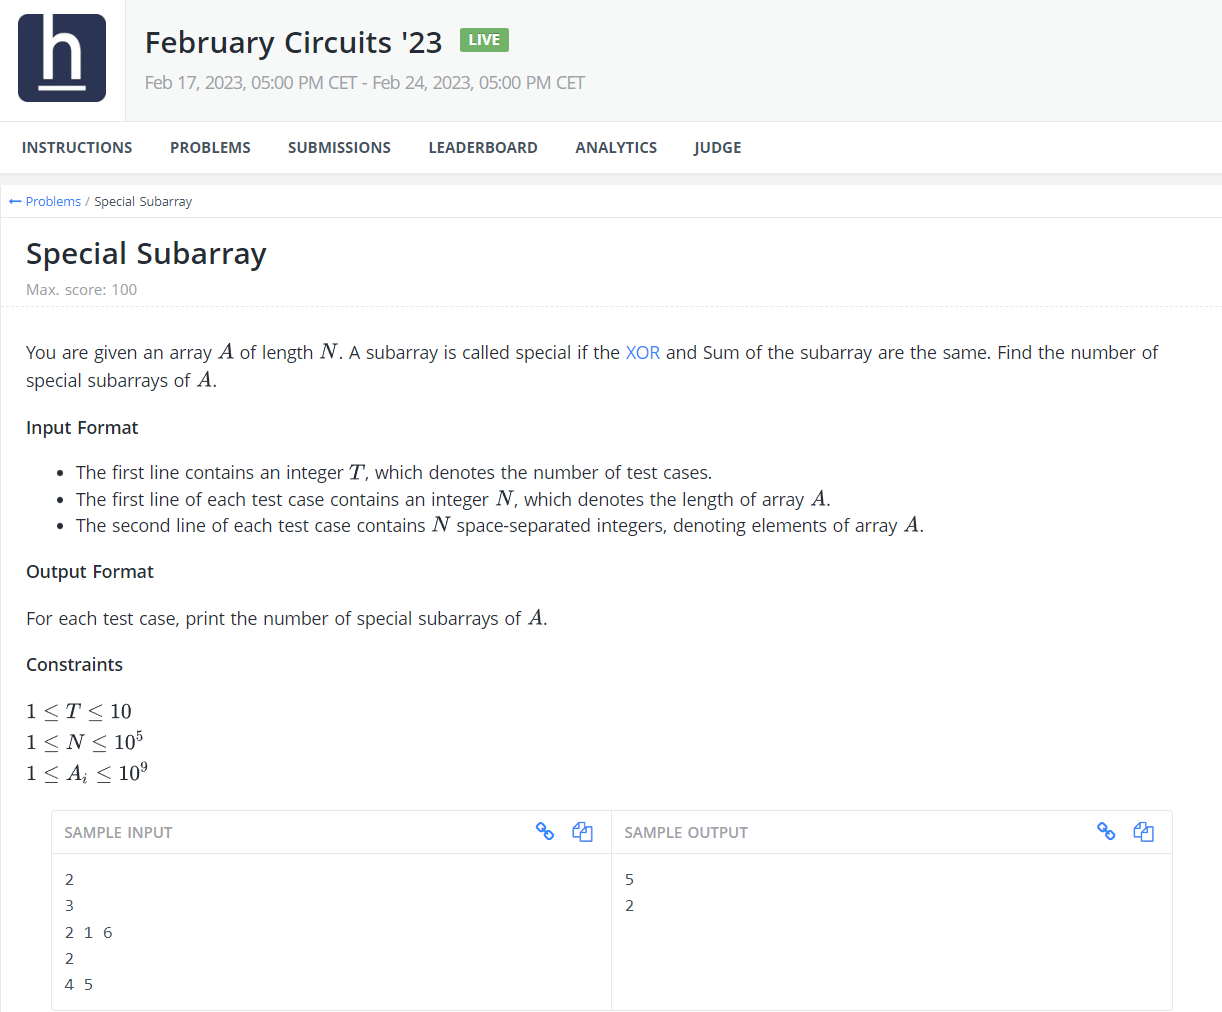 h
February Circuits '23 LIVE
Feb 17, 2023, 05:00 PM CET - Feb 24, 2023, 05:00 PM CET
INSTRUCTIONS PROBLEMS SUBMISSIONS LEADERBOARD ANALYTICS JUDGE
← Problems / Special Subarray
Special Subarray
Max. score: 100
You are given an array A of length N. A subarray is called special if the XOR and Sum of the subarray are the same. Find the number of
special subarrays of A.
Input Format
• The first line contains an integer T, which denotes the number of test cases.
• The first line of each test case contains an integer N, which denotes the length of array A.
• The second line of each test case contains N space-separated integers, denoting elements of array A.
Output Format
For each test case, print the number of special subarrays of A.
Constraints
1 ≤ T ≤ 10
1 ≤ N ≤ 10⁵
1 ≤ Aᵢ ≤ 10⁹
SAMPLE INPUT
2
3
2 1 6
2
4 5
SAMPLE OUTPUT
5
2